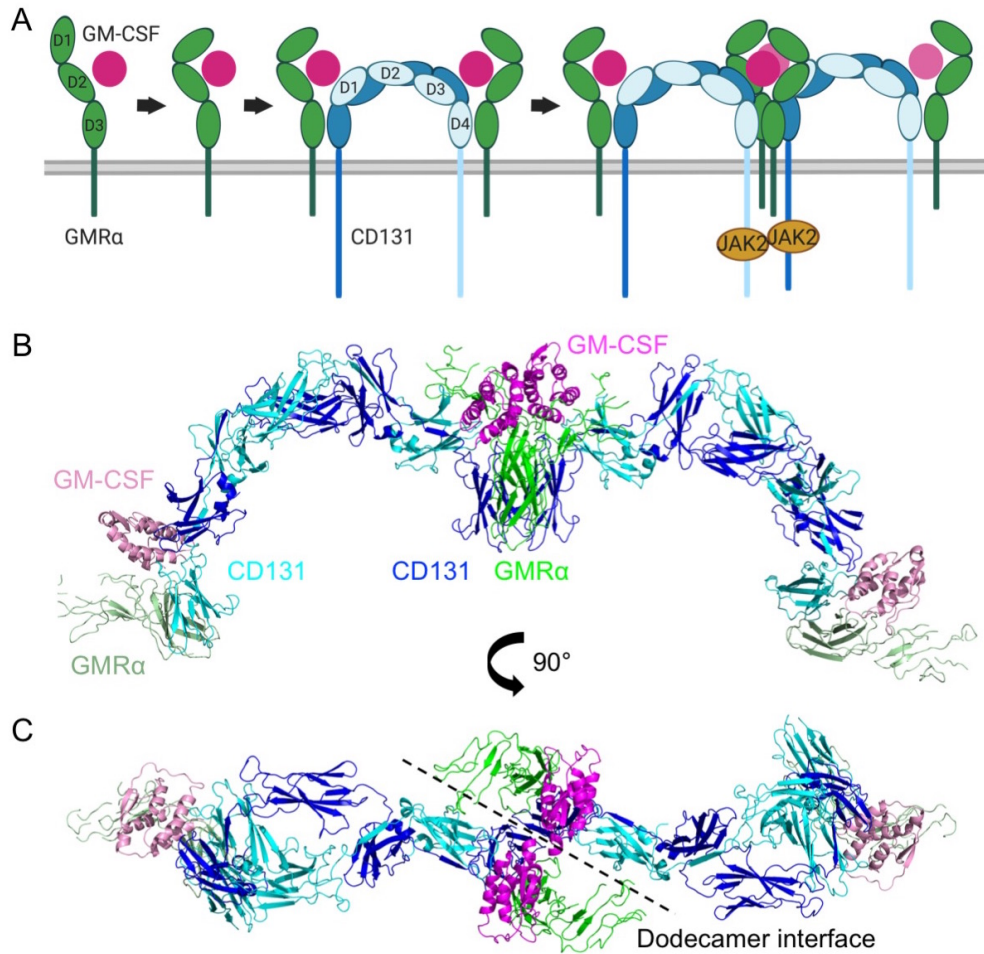 A
D1
GM-CSF
D2
D3
GMRα
D1
D2
D3
D4
CD131
JAK2
JAK2
B
GM-CSF
GM-CSF
CD131
CD131
GMRα
GMRα
90°
C
Dodecamer interface